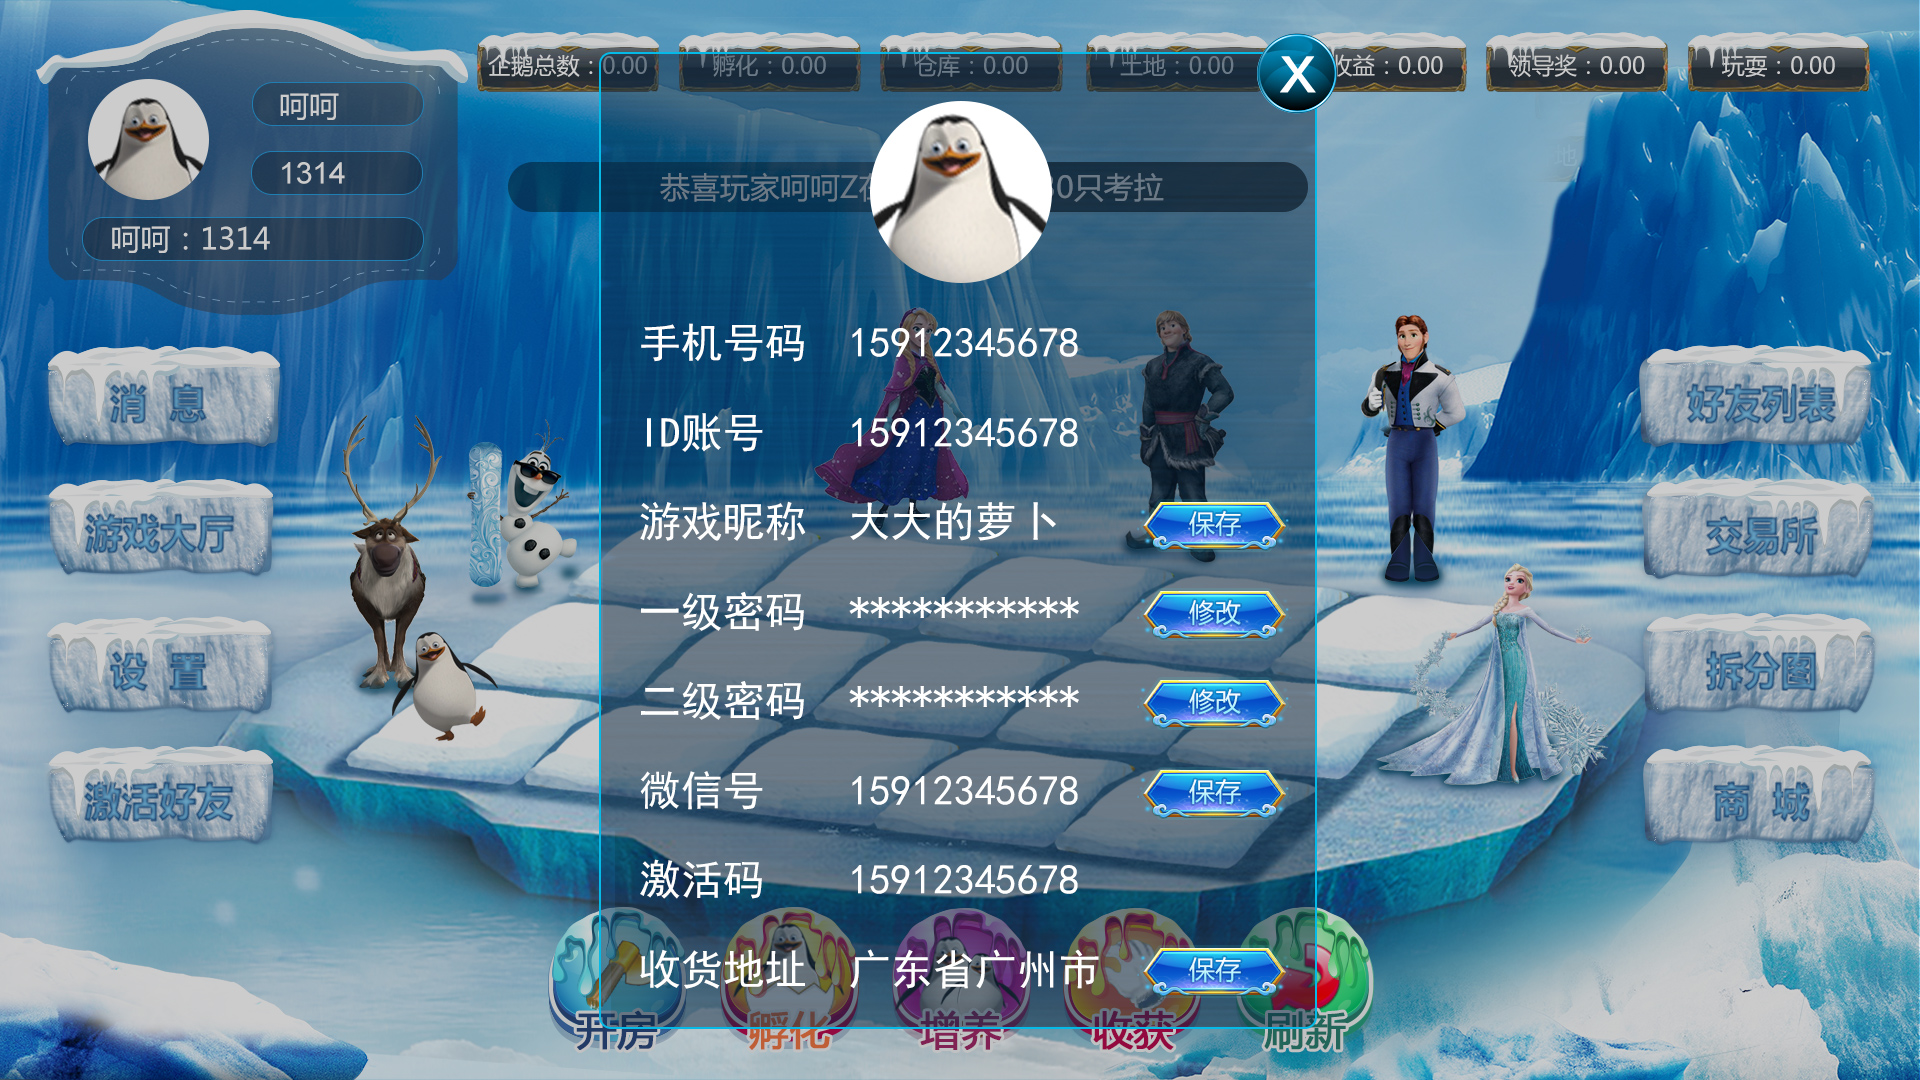 企鹅总数：0.00
孵化：0.00
仓库：0.00
土地：0.00
收益：0.00
领导奖：0.00
玩耍：0.00
X
呵呵
1314
呵呵：1314
恭喜玩家呵呵Z在
0只考拉
手机号码 15912345678
ID账号 15912345678
游戏昵称 大大的萝卜 保存
一级密码 *********** 修改
二级密码 *********** 修改
微信号 15912345678 保存
激活码 15912345678
收货地址 广东省广州市 保存
消息
游戏大厅
设置
激活好友
好友列表
交易所
拆分图
商城
开房
孵化
增养
收获
刷新